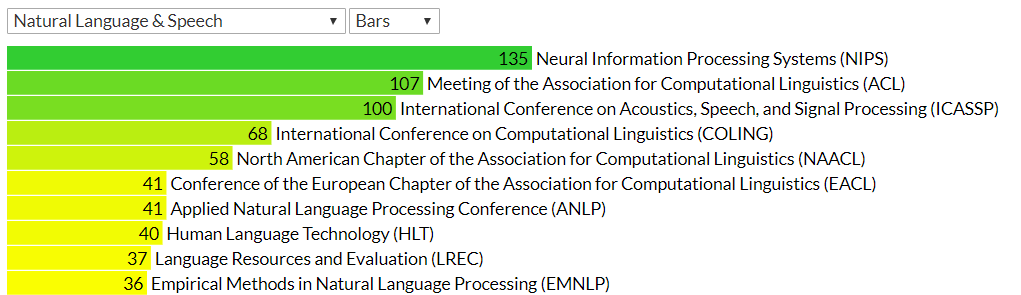 Natural Language & Speech Bars
135 Neural Information Processing Systems (NIPS)
107 Meeting of the Association for Computational Linguistics (ACL)
100 International Conference on Acoustics, Speech, and Signal Processing (ICASSP)
68 International Conference on Computational Linguistics (COLING)
58 North American Chapter of the Association for Computational Linguistics (NAACL)
41 Conference of the European Chapter of the Association for Computational Linguistics (EACL)
41 Applied Natural Language Processing Conference (ANLP)
40 Human Language Technology (HLT)
37 Language Resources and Evaluation (LREC)
36 Empirical Methods in Natural Language Processing (EMNLP)